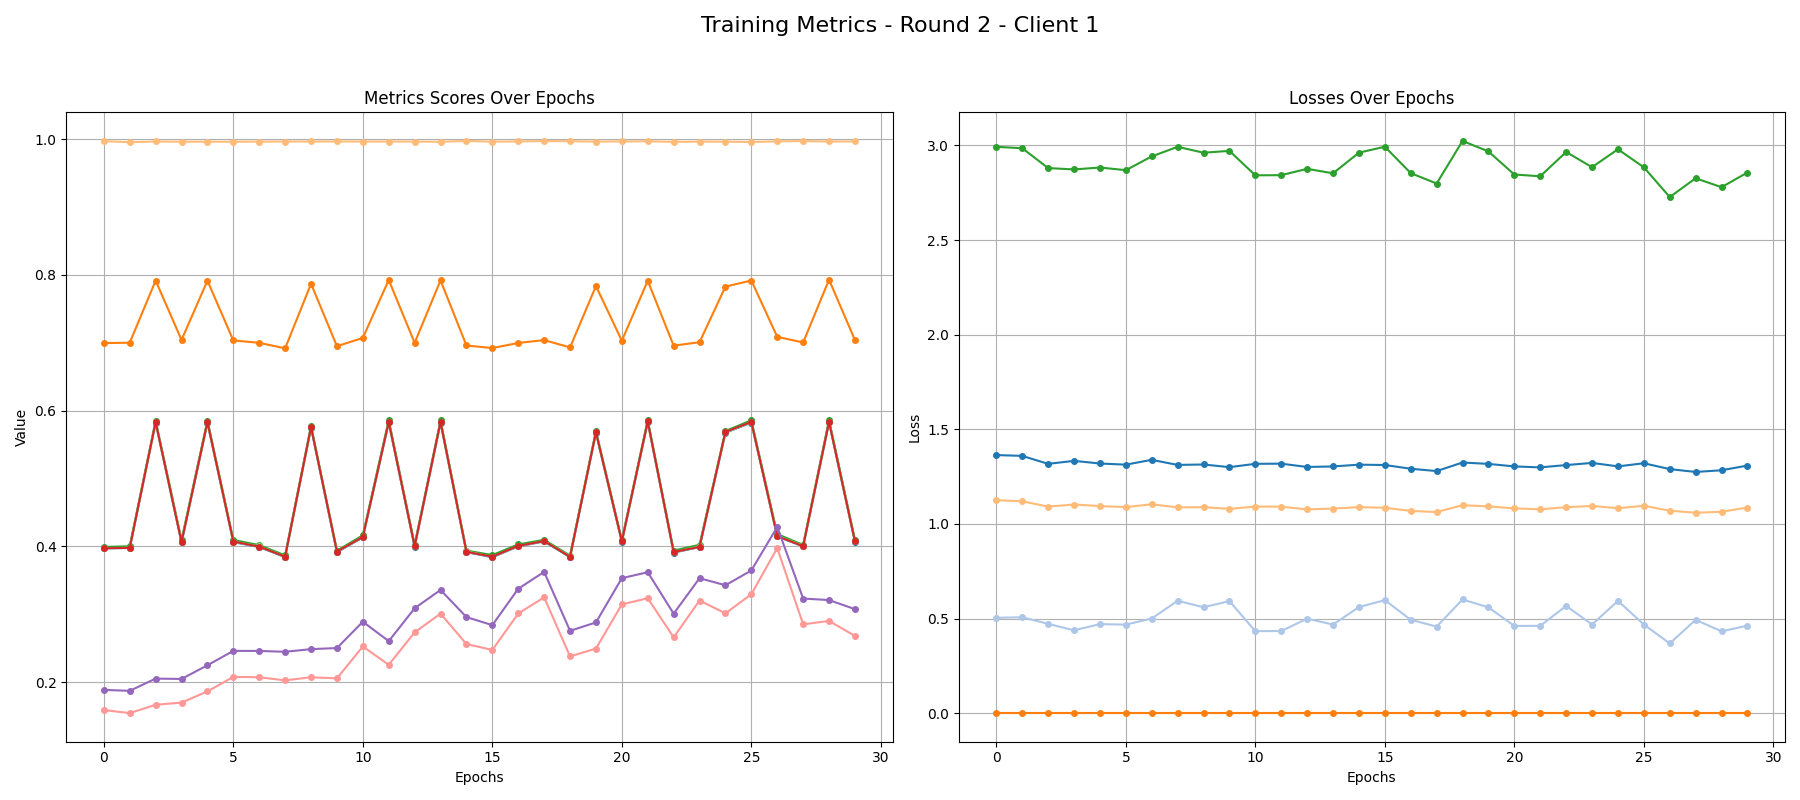 Training Metrics - Round 2 - Client 1
Metrics Scores Over Epochs
1.0
0.8
0.6
0.4
0.2
Value
0 5 10 15 20 25 30
Epochs
Losses Over Epochs
3.0
2.5
2.0
1.5
1.0
0.5
0.0
Loss
0 5 10 15 20 25 30
Epochs